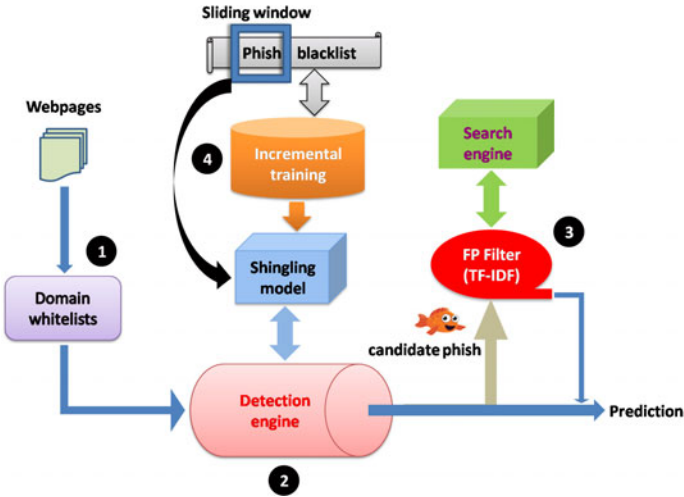 Sliding window
Phish blacklist
Webpages
4
Incremental
training
Search
engine
1
3
Shingling
model
FP Filter
(TF-IDF)
Domain
whitelists
candidate phish
Detection
engine
Prediction
2